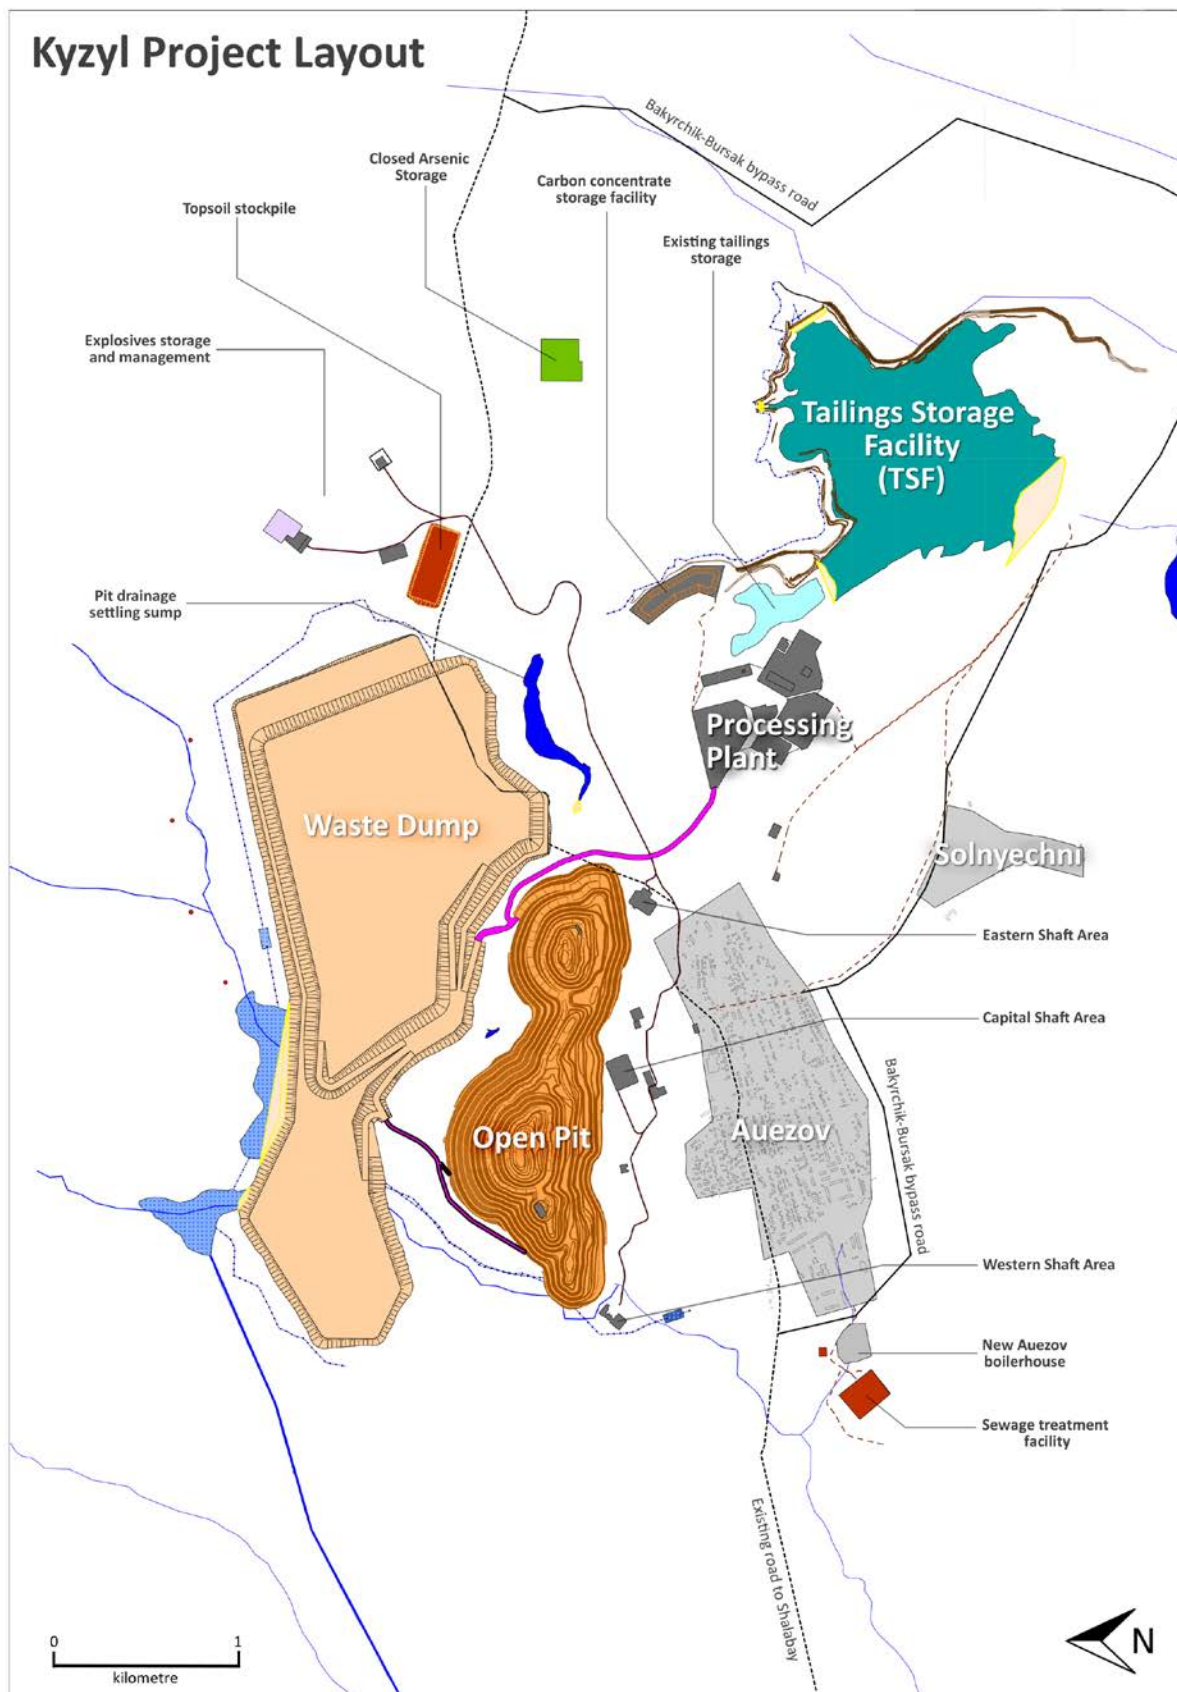 Kyzyl Project Layout
Bakyrchik-Bursak bypass road
Closed Arsenic
Storage
Carbon concentrate
storage facility
Topsoil stockpile
Existing tailings
storage
Explosives storage
and management
Tailings Storage
Facility
(TSF)
Pit drainage
settling sump
Processing
Plant
Waste Dump
Solnyechni
Eastern Shaft Area
Capital Shaft Area
Bakyrchik-Bursak bypass road
Open Pit
Auezov
Western Shaft Area
New Auezov
boilerhouse
Sewage treatment
facility
Existing road to Shalabay
0 1
kilometre
N